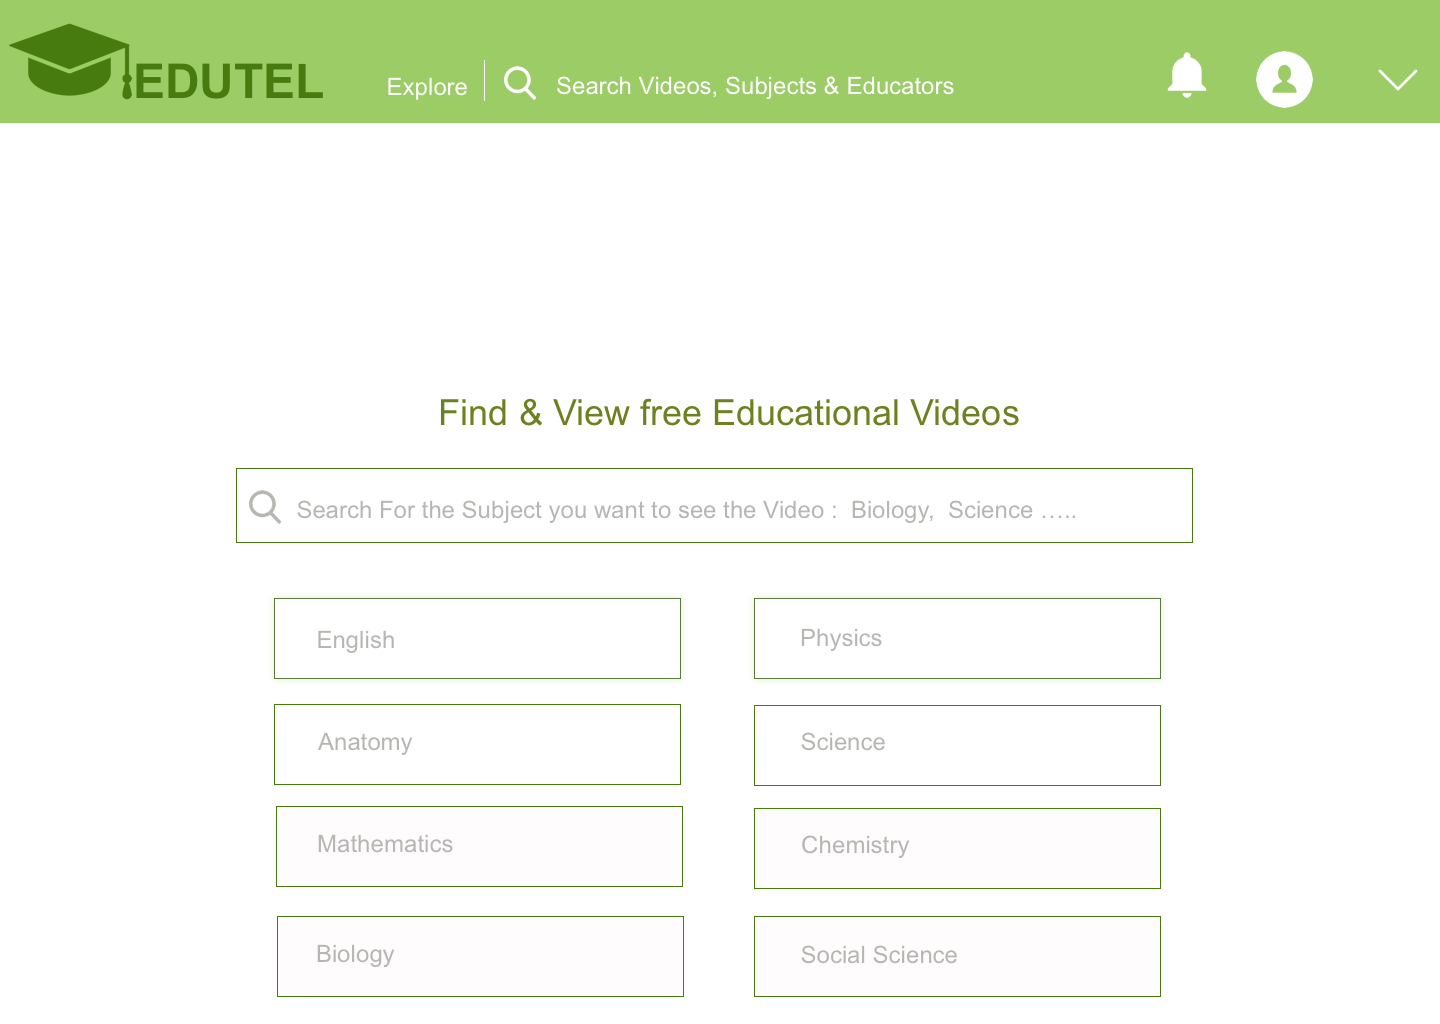 EDUTEL
Explore
Search Videos, Subjects & Educators
Find & View free Educational Videos
Search For the Subject you want to see the Video :  Biology,  Science …..
English
Physics
Anatomy
Science
Mathematics
Chemistry
Biology
Social Science